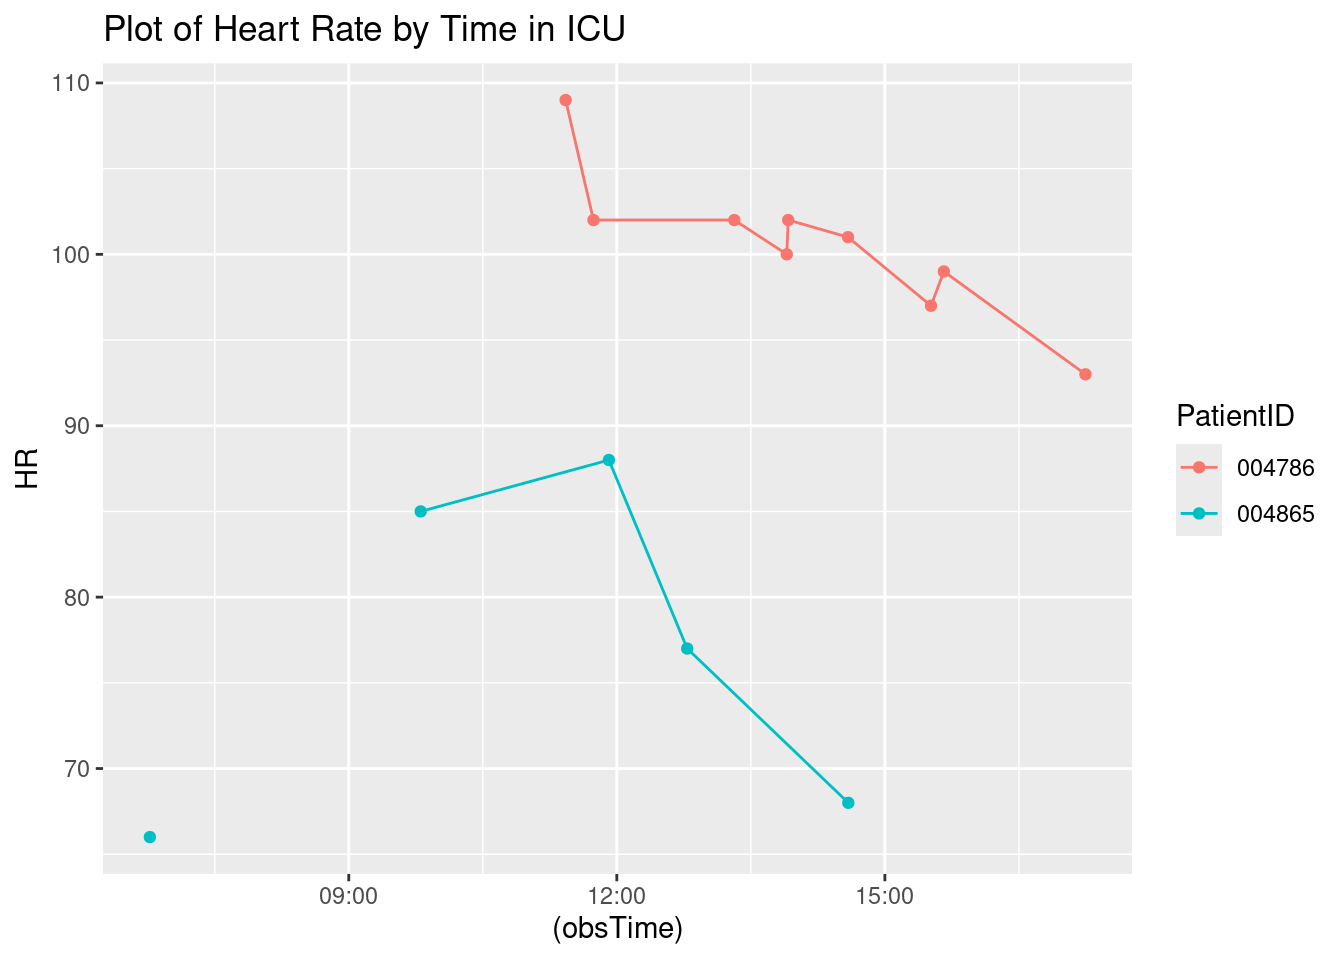 Plot of Heart Rate by Time in ICU
110
100
90
80
70
HR
09:00
12:00
15:00
(obsTime)
PatientID
004786
004865